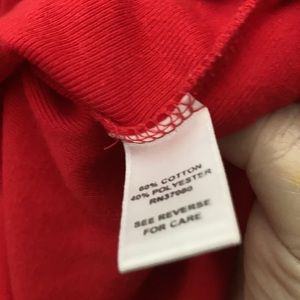 60% COTTON
40% POLYESTER
RN37080
SEE REVERSE
FOR CARE